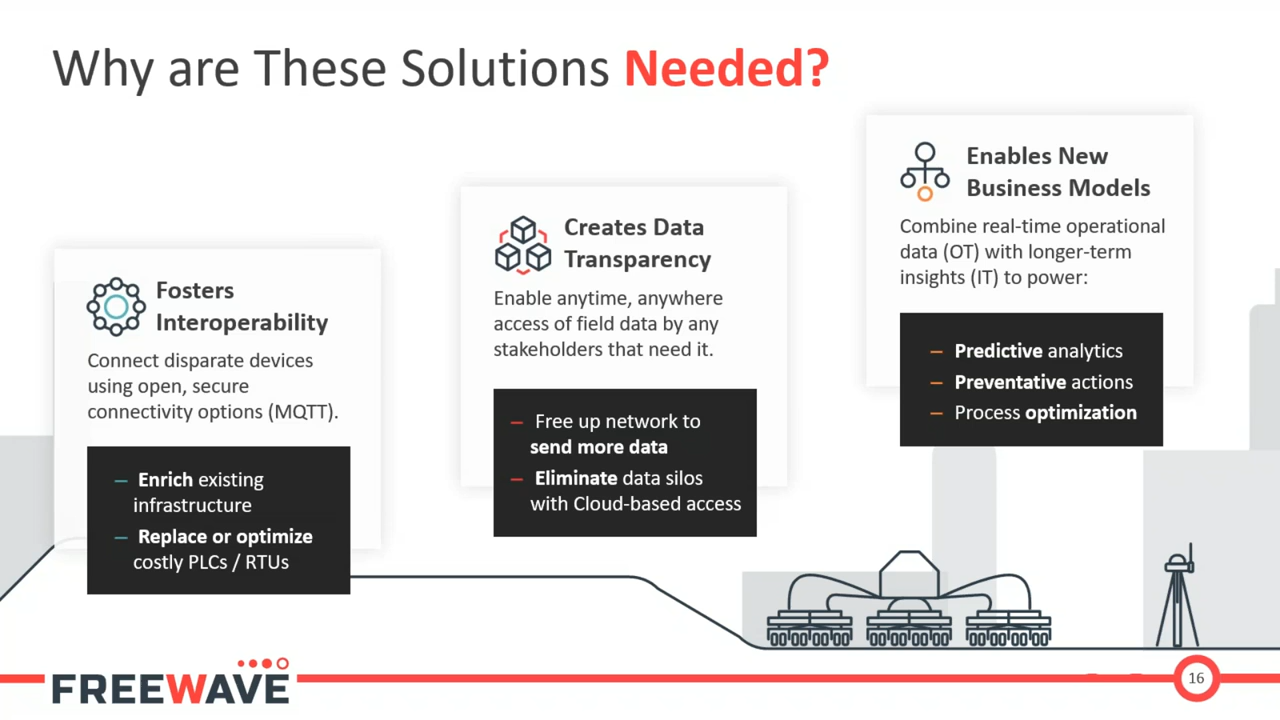 Why are These Solutions Needed?
Fosters
Interoperability
Connect disparate devices
using open, secure
connectivity options (MQTT).
– Enrich existing
infrastructure
– Replace or optimize
costly PLCs / RTUs
Creates Data
Transparency
Enable anytime, anywhere
access of field data by any
stakeholders that need it.
– Free up network to
send more data
– Eliminate data silos
with Cloud-based access
Enables New
Business Models
Combine real-time operational
data (OT) with longer-term
insights (IT) to power:
– Predictive analytics
– Preventative actions
– Process optimization
FREEWAVE
16